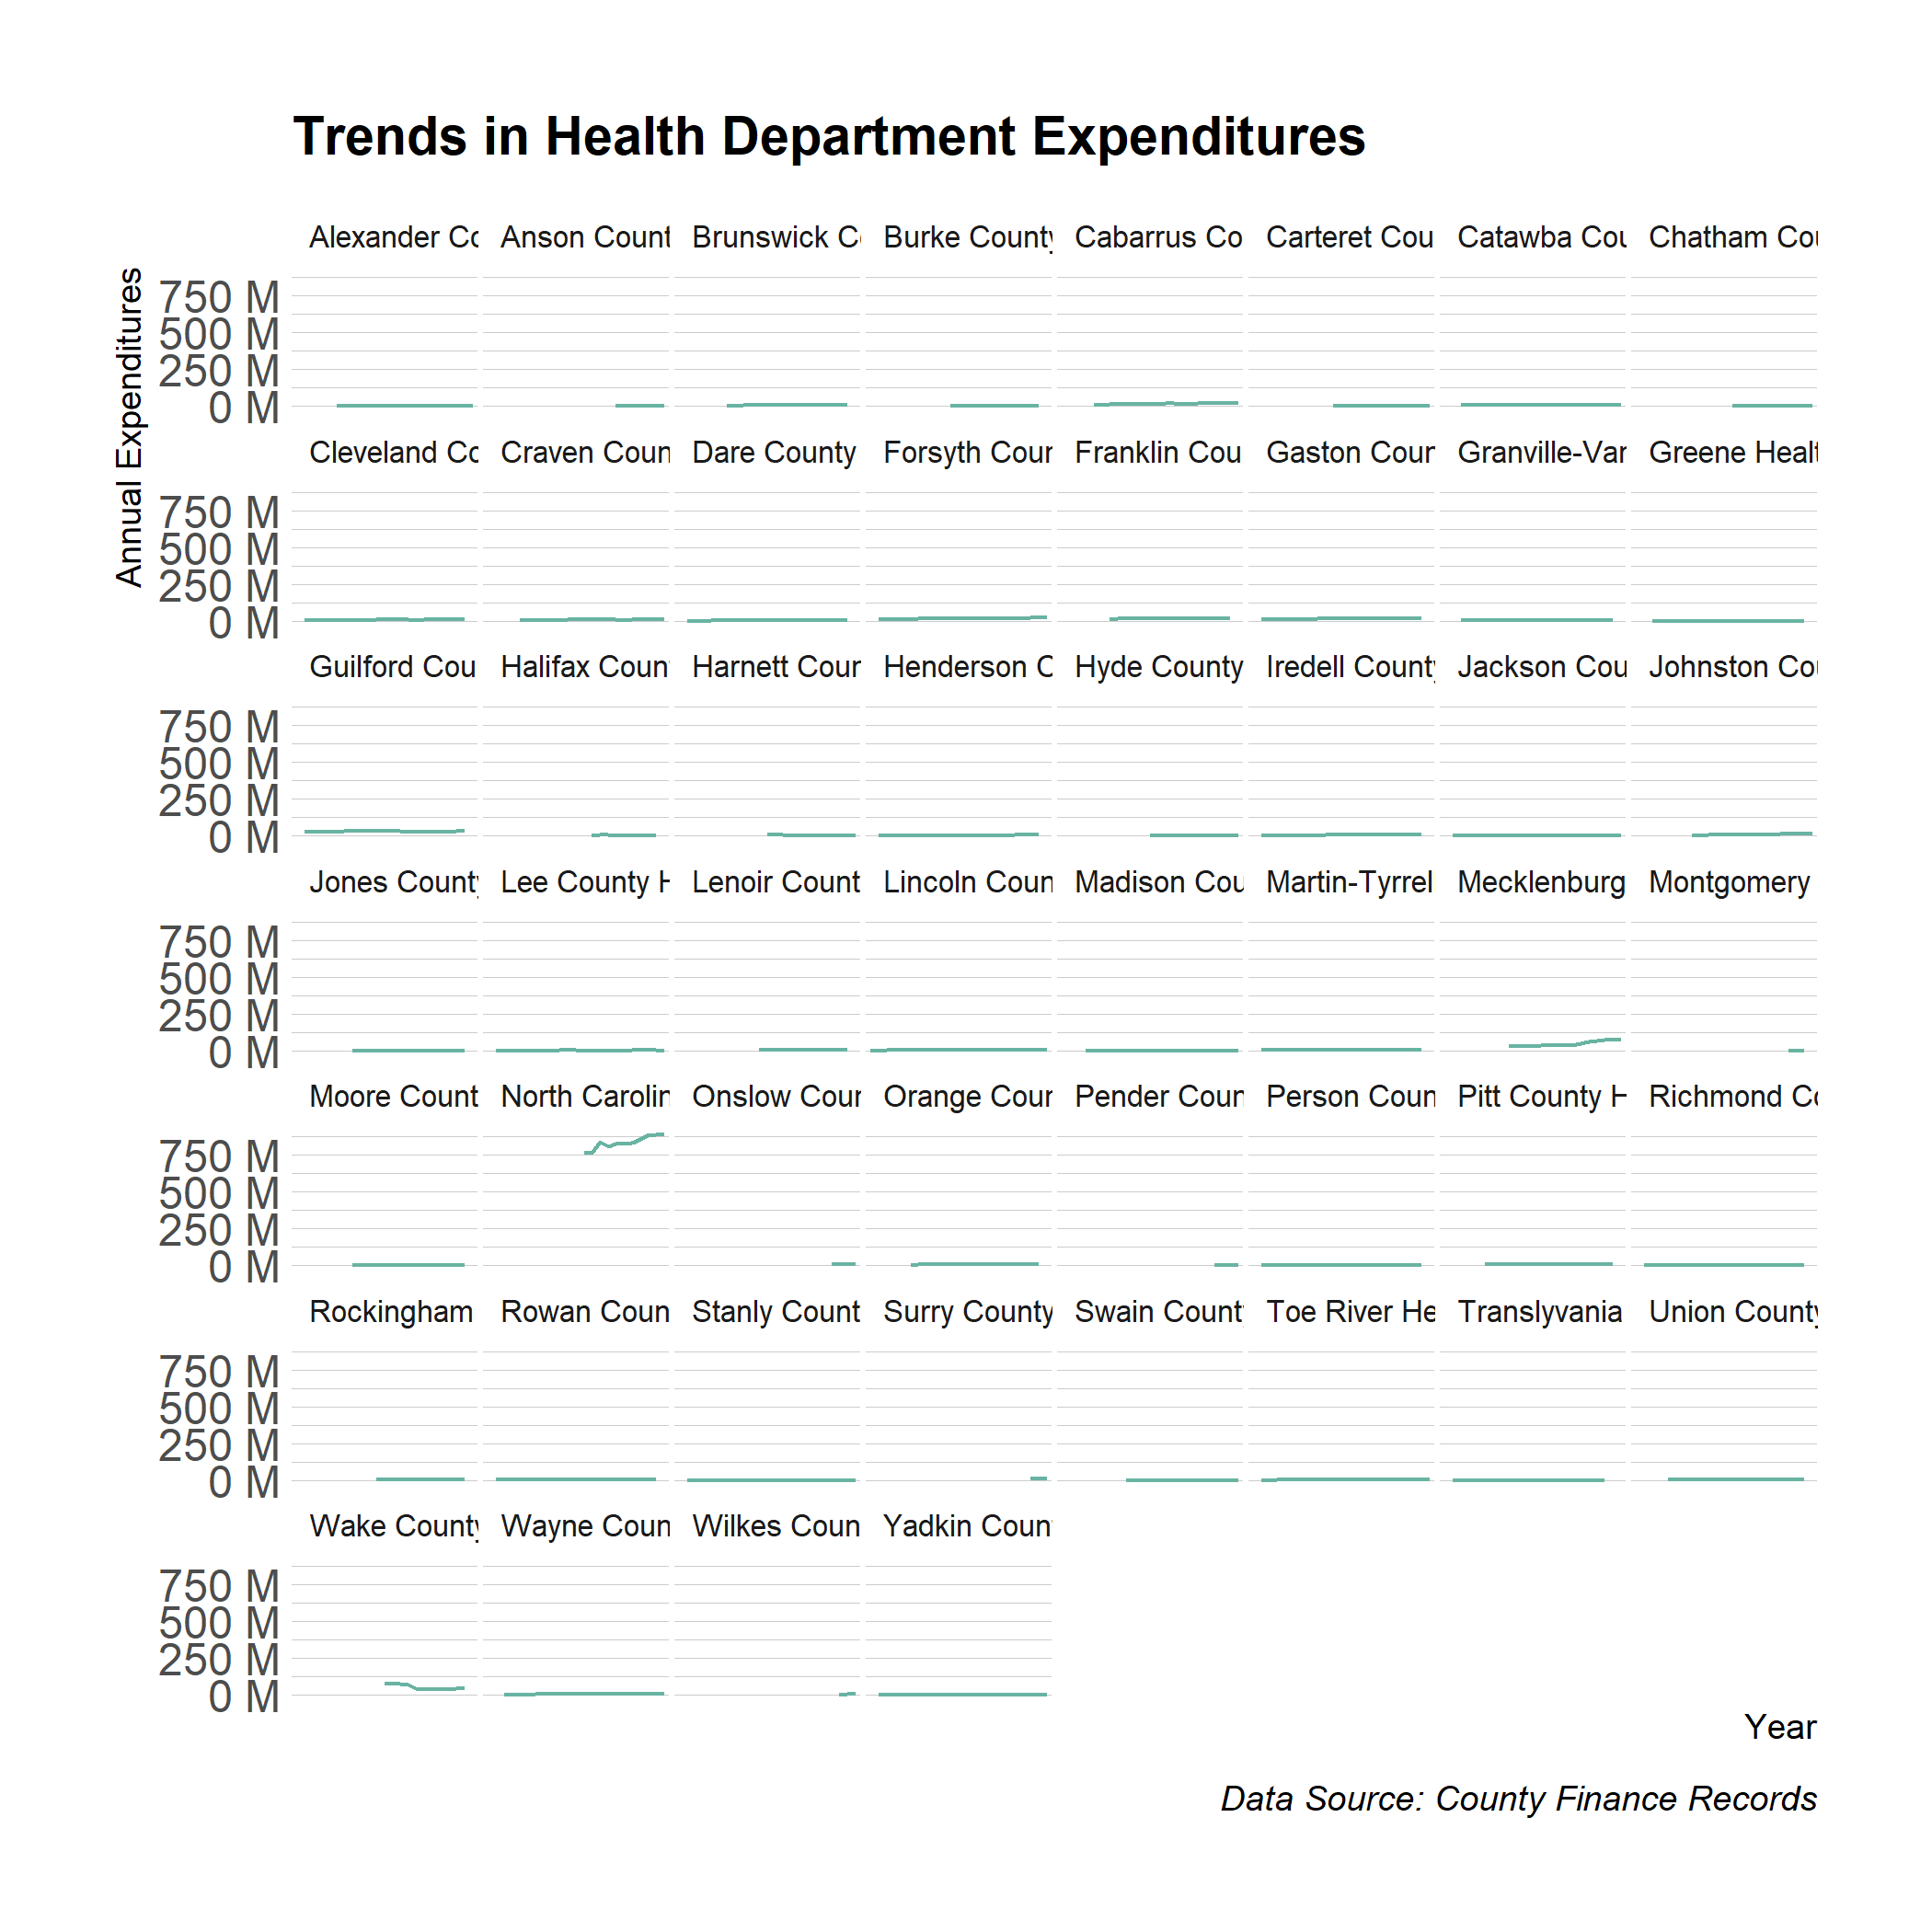 Trends in Health Department Expenditures
Annual Expenditures
Alexander Co Anson Count Brunswick C Burke County Cabarrus Co Carteret Cou Catawba Cou Chatham Cou
750 M
500 M
250 M
0 M
Cleveland Co Craven Coun Dare County Forsyth Cour Franklin Cou Gaston Cour Granville-Var Greene Healt
750 M
500 M
250 M
0 M
Guilford Cou Halifax Coun Harnett Cour Henderson C Hyde County Iredell County Jackson Cou Johnston Cou
750 M
500 M
250 M
0 M
Jones County Lee County H Lenoir Count Lincoln Coun Madison Cou Martin-Tyrrel Mecklenburg Montgomery
750 M
500 M
250 M
0 M
Moore Count North Carolin Onslow Cour Orange Cour Pender Coun Person Coun Pitt County H Richmond Co
750 M
500 M
250 M
0 M
Rockingham Rowan Coun Stanly Count Surry County Swain Count Toe River He Translyvania Union County
750 M
500 M
250 M
0 M
Wake County Wayne Coun Wilkes Coun Yadkin Coun
750 M
500 M
250 M
0 M
Year
Data Source: County Finance Records